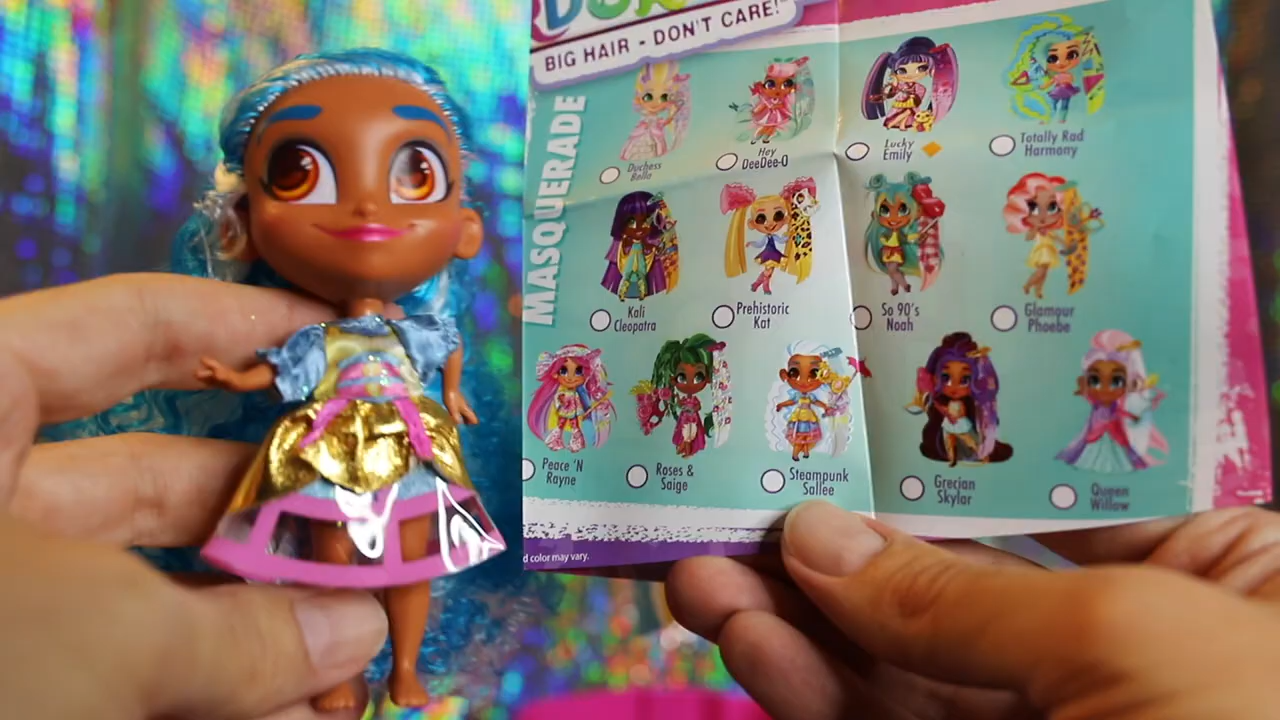 BIG HAIR - DON'T CARE!
MASQUERADE
Duchess
Bella
Hey
DeeDee-O
Lucky
Emily
Totally Rad
Harmony
Kali
Cleopatra
Prehistoric
Kat
So 90's
Noah
Glamour
Phoebe
Peace 'N
Rayne
Roses &
Saige
Steampunk
Sallee
Grecian
Skylar
Queen
Willow
color may vary.